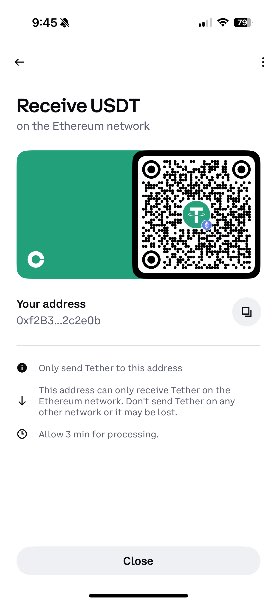 9:45
79
Receive USDT
on the Ethereum network
Your address
0xf2B3...2c2e0b
Only send Tether to this address
This address can only receive Tether on the
Ethereum network. Don't send Tether on any
other network or it may be lost.
Allow 3 min for processing.
Close